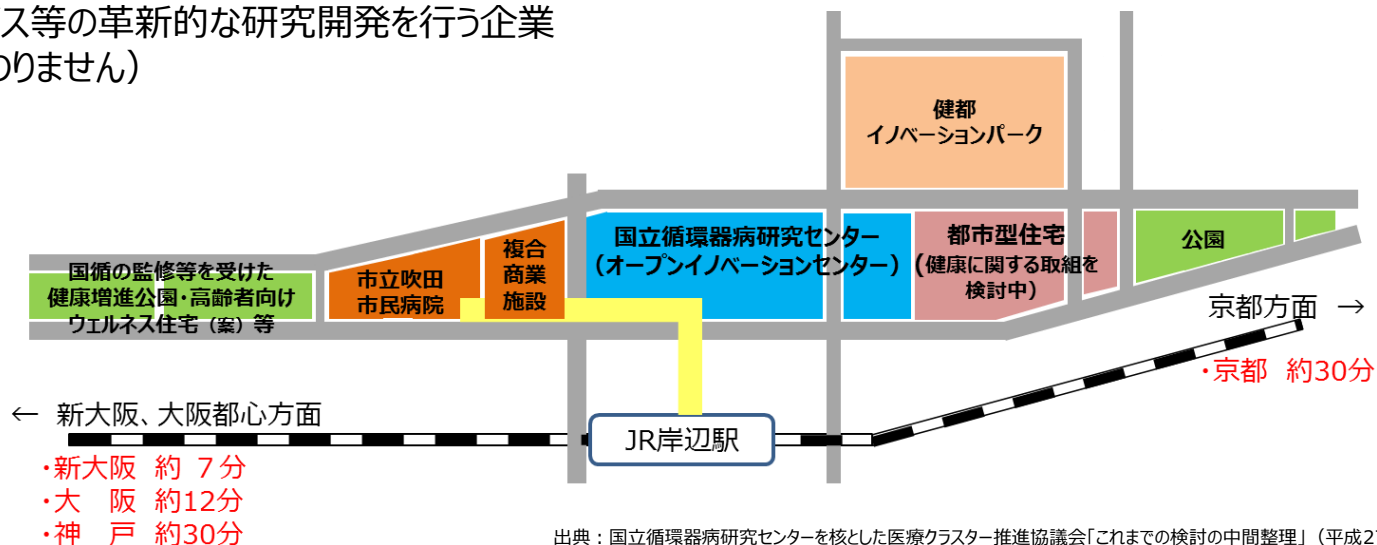 ス等の革新的な研究開発を行う企業
わりません）
健都
イノベーションパーク
国循の監修等を受けた
健康増進公園・高齢者向け
ウェルネス住宅（案）等
市立吹田
市民病院
複合
商業
施設
国立循環器病研究センター
（オープンイノベーションセンター）
都市型住宅
(健康に関する取組を
検討中）
公園
京都方面 →
・京都 約30分
← 新大阪、大阪都心方面
JR岸辺駅
・新大阪 約 7分
・大 阪 約12分
・神 戸 約30分
出典：国立循環器病研究センターを核とした医療クラスター推進協議会「これまでの検討の中間整理」（平成2